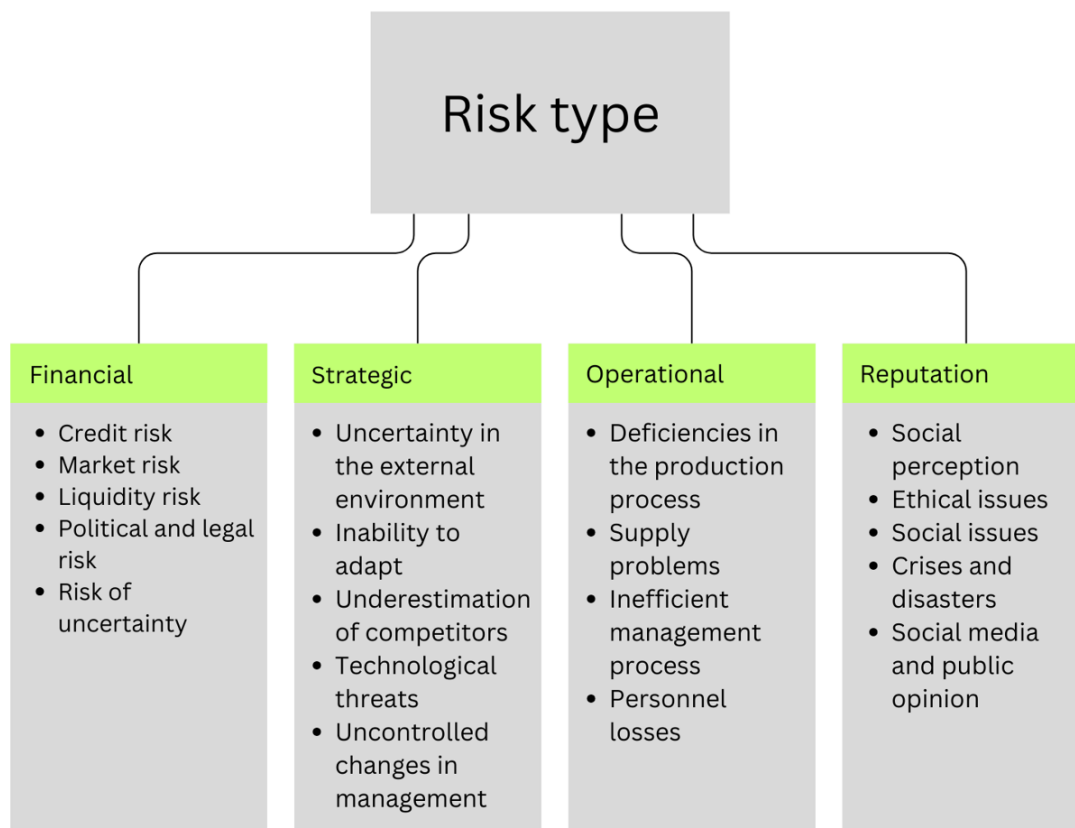 Risk type
Financial
• Credit risk
• Market risk
• Liquidity risk
• Political and legal
risk
• Risk of
uncertainty
Strategic
• Uncertainty in
the external
environment
• Inability to
adapt
• Underestimation
of competitors
• Technological
threats
• Uncontrolled
changes in
management
Operational
• Deficiencies in
the production
process
• Supply
problems
• Inefficient
management
process
• Personnel
losses
Reputation
• Social
perception
• Ethical issues
• Social issues
• Crises and
disasters
• Social media
and public
opinion